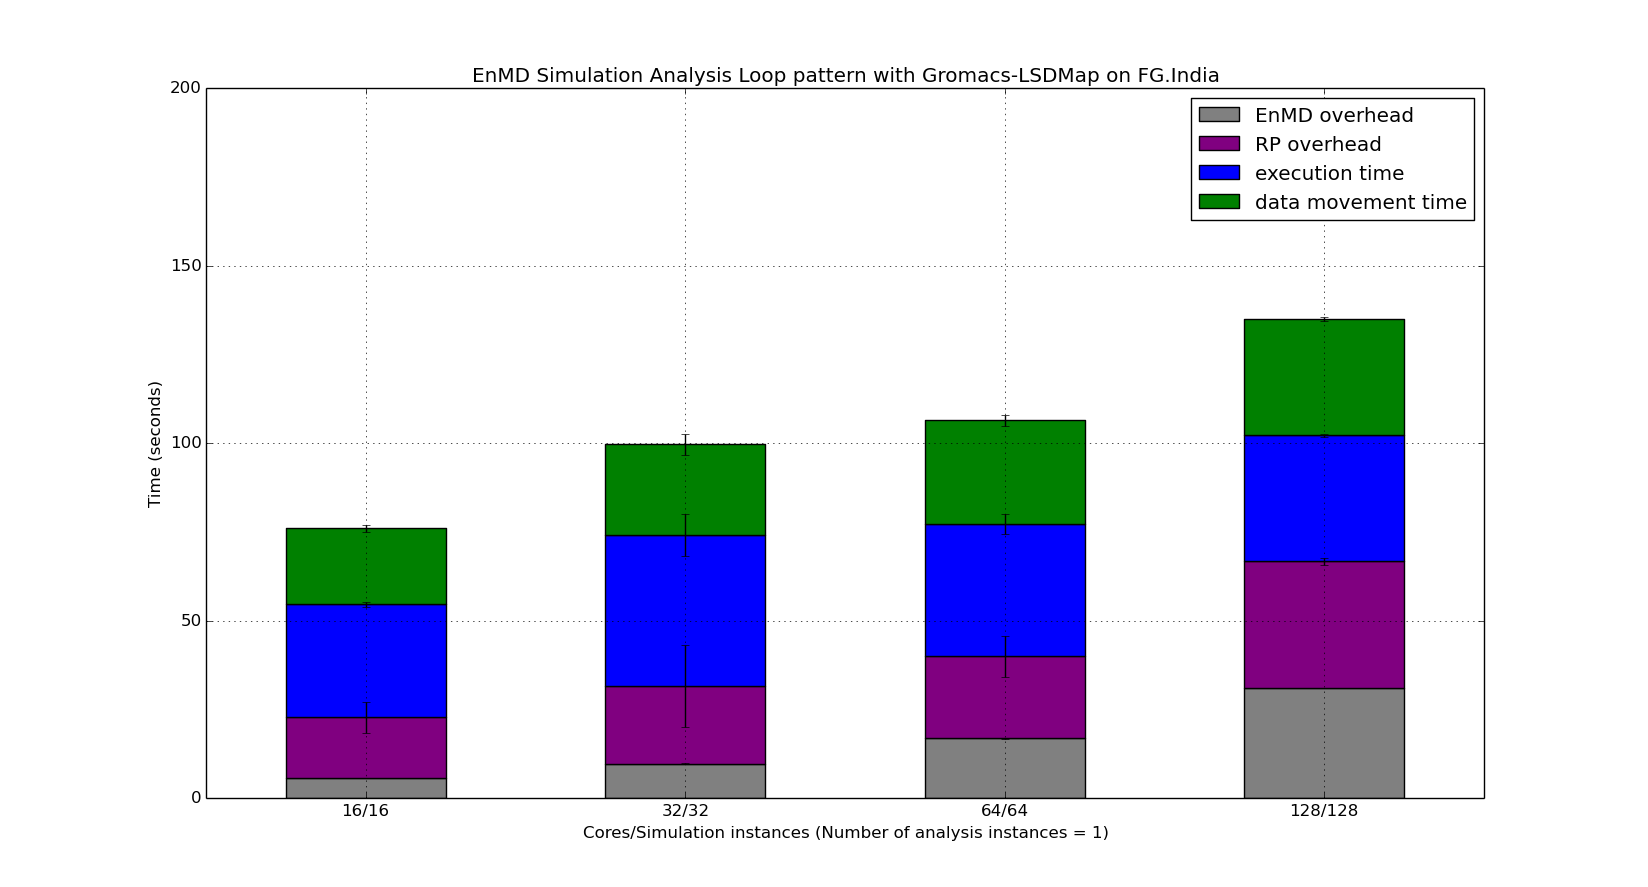 EnMD Simulation Analysis Loop pattern with Gromacs-LSDMap on FG.India
200
150
100
50
0
Time (seconds)
EnMD overhead
RP overhead
execution time
data movement time
16/16
32/32
64/64
128/128
Cores/Simulation instances (Number of analysis instances = 1)